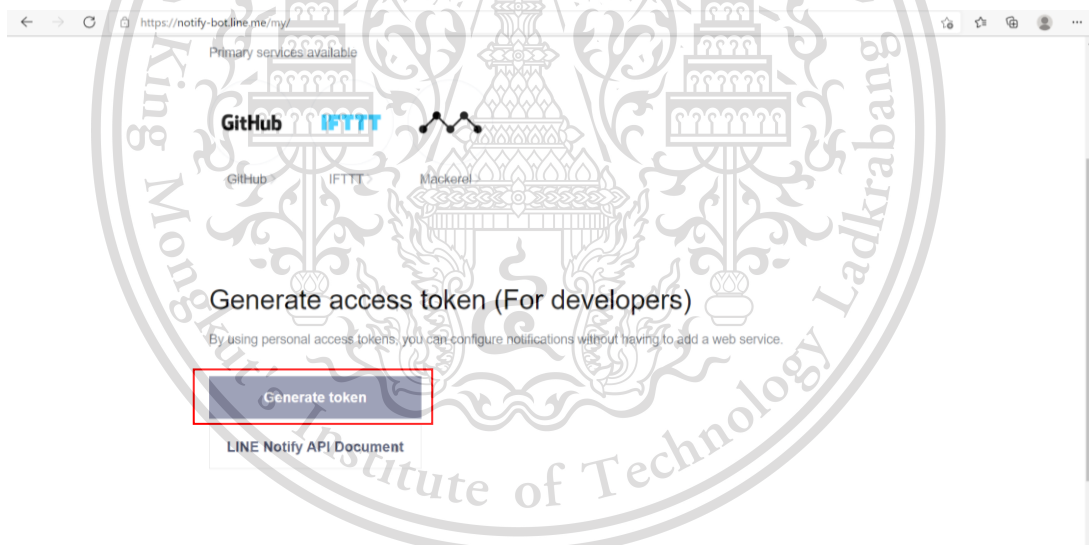 https://notify-bot.line.me/my/
Primary services available
GitHub IFTTT
GitHub > IFTTT > Mackerel >
Generate access token (For developers)
By using personal access tokens, you can configure notifications without having to add a web service.
Generate token
LINE Notify API Document
King Mongkut's Institute of Technology Ladkrabang